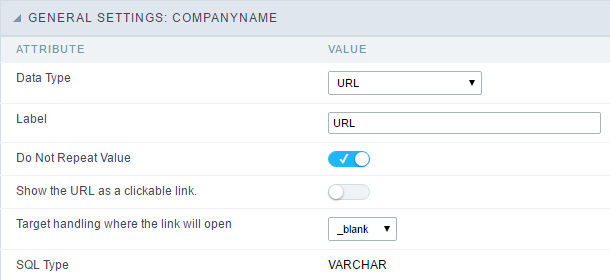 GENERAL SETTINGS: COMPANYNAME
ATTRIBUTE VALUE
Data Type URL
Label URL
Do Not Repeat Value
Show the URL as a clickable link.
Target handling where the link will open _blank
SQL Type VARCHAR